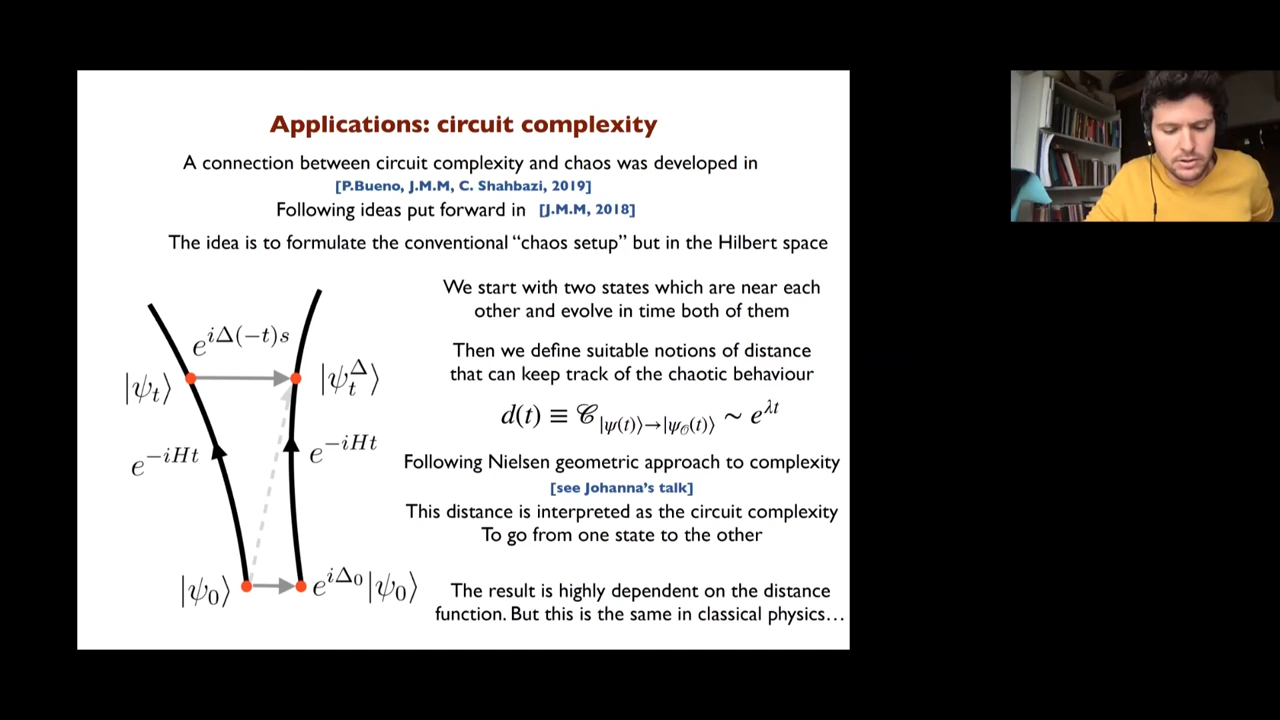 Applications: circuit complexity
A connection between circuit complexity and chaos was developed in
[P.Bueno, J.M.M, C. Shahbazi, 2019]
Following ideas put forward in [J.M.M, 2018]
The idea is to formulate the conventional “chaos setup” but in the Hilbert space
We start with two states which are near each
other and evolve in time both of them
Then we define suitable notions of distance
that can keep track of the chaotic behaviour
d(t) ≡ 𝒞_{|ψ(t)⟩→|ψ_𝒪(t)⟩} ~ e^{λt}
Following Nielsen geometric approach to complexity
[see Johanna’s talk]
This distance is interpreted as the circuit complexity
To go from one state to the other
The result is highly dependent on the distance
function. But this is the same in classical physics…
e^{iΔ(−t)s}
|ψ_t⟩
|ψ_t^Δ⟩
e^{−iHt}
e^{−iHt}
|ψ_0⟩
e^{iΔ_0}|ψ_0⟩